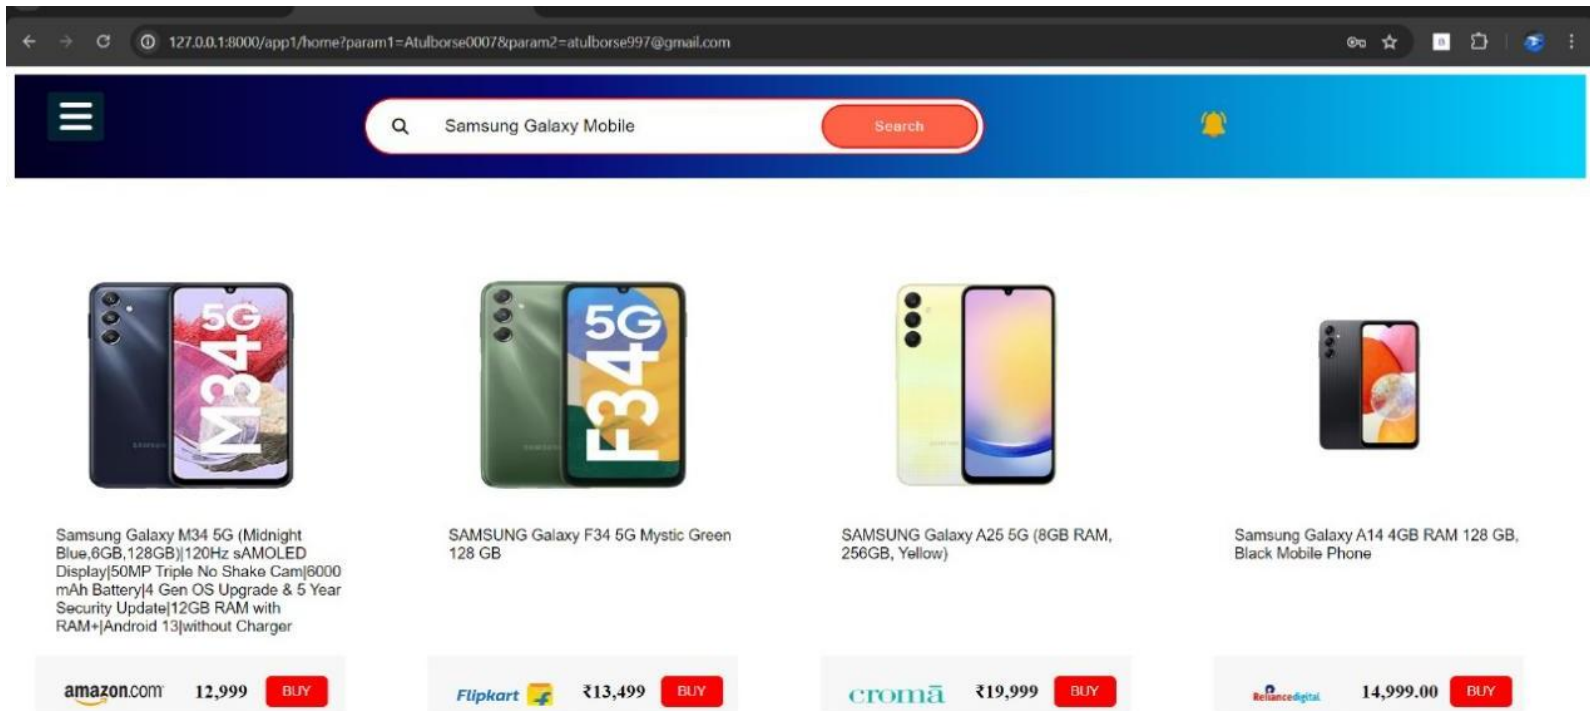 127.0.0.1:8000/app1/home?param1=Atulborse0007&param2=atulborse997@gmail.com
Samsung Galaxy Mobile
Search
5G
M34
SAMSUNG
5G
F34
SAMSUNG
Samsung Galaxy M34 5G (Midnight
Blue,6GB,128GB)|120Hz sAMOLED
Display|50MP Triple No Shake Cam|6000
mAh Battery|4 Gen OS Upgrade & 5 Year
Security Update|12GB RAM with
RAM+|Android 13|without Charger
SAMSUNG Galaxy F34 5G Mystic Green
128 GB
SAMSUNG Galaxy A25 5G (8GB RAM,
256GB, Yellow)
Samsung Galaxy A14 4GB RAM 128 GB,
Black Mobile Phone
amazon.com 12,999 BUY
Flipkart ₹13,499 BUY
cromā ₹19,999 BUY
Reliancedigital 14,999.00 BUY